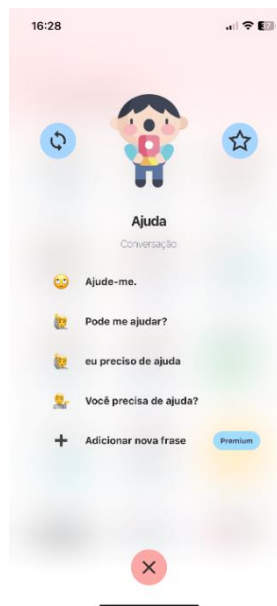 16:28
37
Ajuda
Conversação
Ajude-me.
Pode me ajudar?
eu preciso de ajuda
Você precisa de ajuda?
Adicionar nova frase Premium